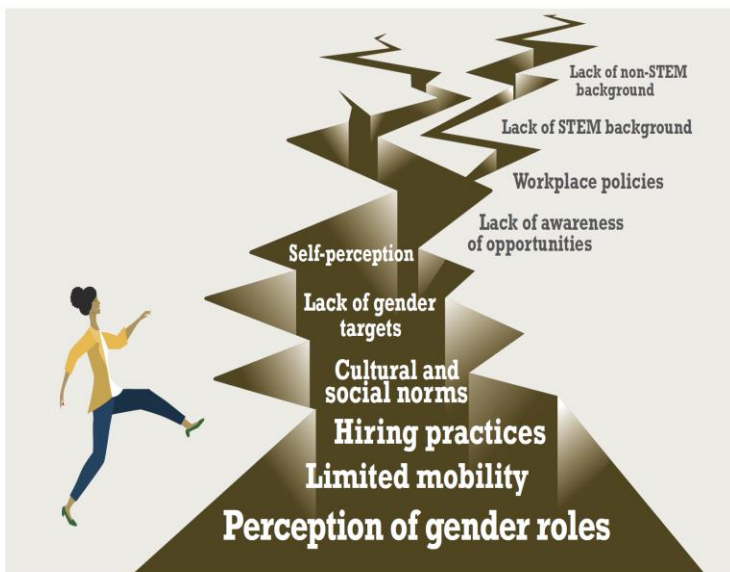 Lack of non-STEM
background
Lack of STEM background
Workplace policies
Lack of awareness
of opportunities
Self-perception
Lack of gender
targets
Cultural and
social norms
Hiring practices
Limited mobility
Perception of gender roles